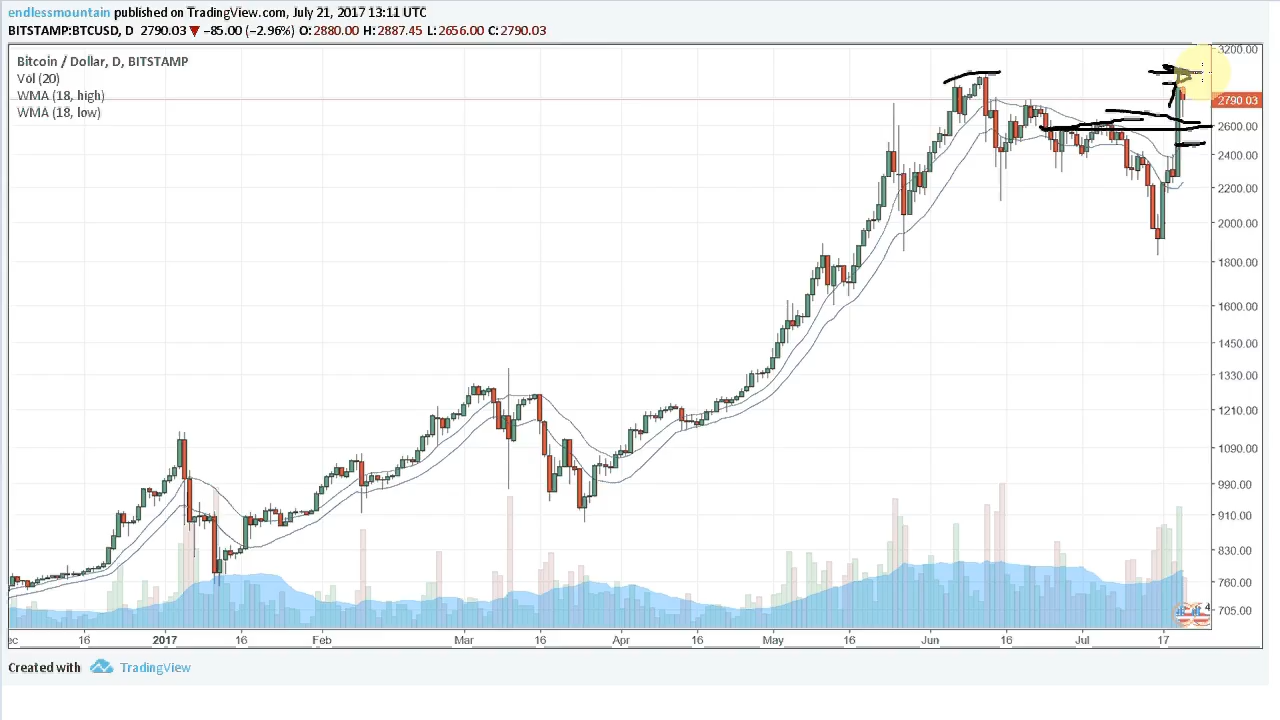 endlessmountain published on TradingView.com, July 21, 2017 13:11 UTC
BITSTAMP:BTCUSD, D 2790.03 ▼ −85.00 (−2.96%) O:2880.00 H:2887.45 L:2656.00 C:2790.03
Bitcoin / Dollar, D, BITSTAMP
Vol (20)
WMA (18, high)
WMA (18, low)
3200.00
2790.03
2600.00
2400.00
2200.00
2000.00
1800.00
1600.00
1450.00
1330.00
1210.00
1090.00
990.00
910.00
830.00
760.00
705.00
4
ec 16 2017 16 Feb Mar 16 Apr 16 May 16 Jun 16 Jul 17
Created with TradingView